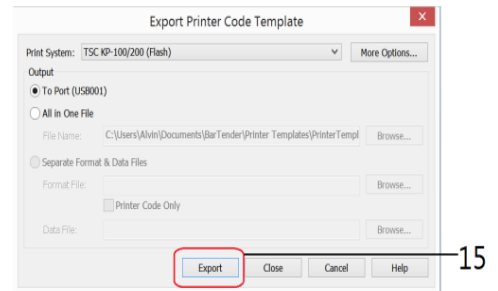 Export Printer Code Template
Print System: TSC KP-100/200 (Flash) More Options...
Output
To Port (USB001)
All in One File
File Name: C:\Users\Alvin\Documents\BarTender\Printer Templates\PrinterTempl Browse...
Separate Format & Data Files
Format File: Browse...
Printer Code Only
Data File: Browse...
Export Close Cancel Help
15